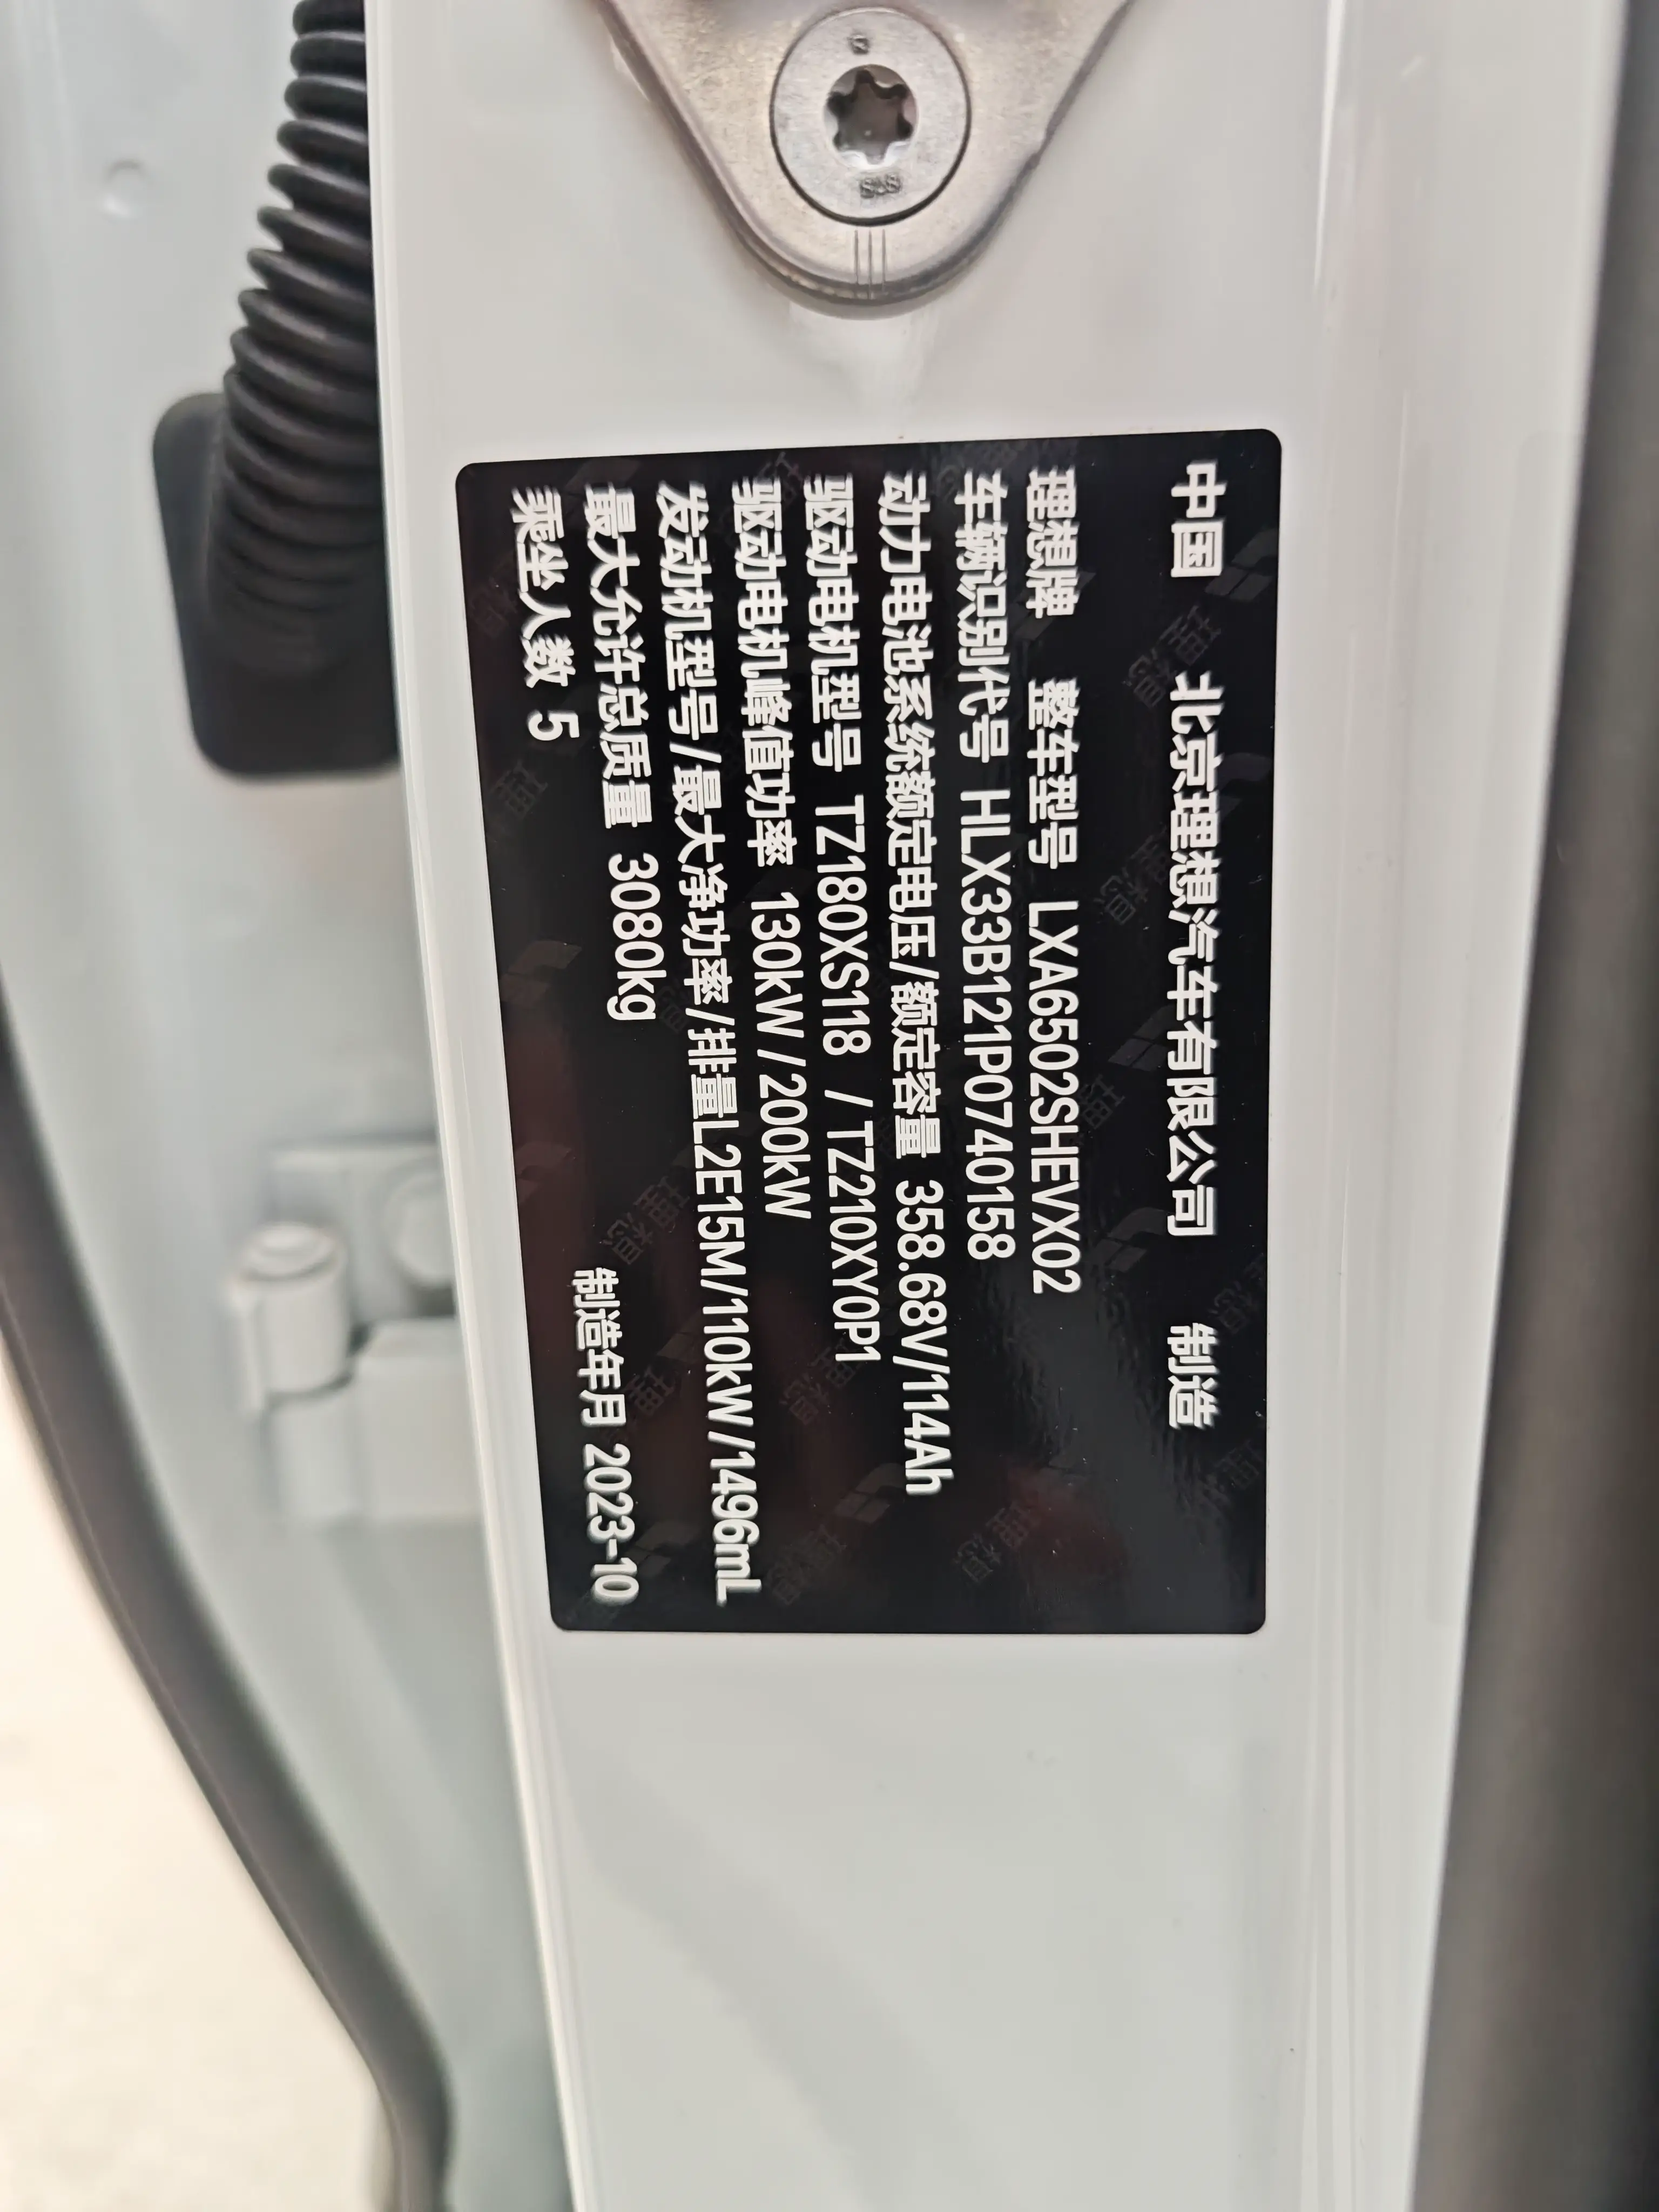 中国 北京理想汽车有限公司 制造
理想牌 整车型号 LXA6502SHEVX02
车辆识别代号 HLX33B121P0740158
动力电池系统额定电压/额定容量 358.68V/114Ah
驱动电机型号 TZ180XS118 / TZ210XY0P1
驱动电机峰值功率 130kW/200kW
发动机型号/最大净功率/排量L2E15M/110kW/1496mL
最大允许总质量 3080kg
乘坐人数 5 制造年月 2023-10